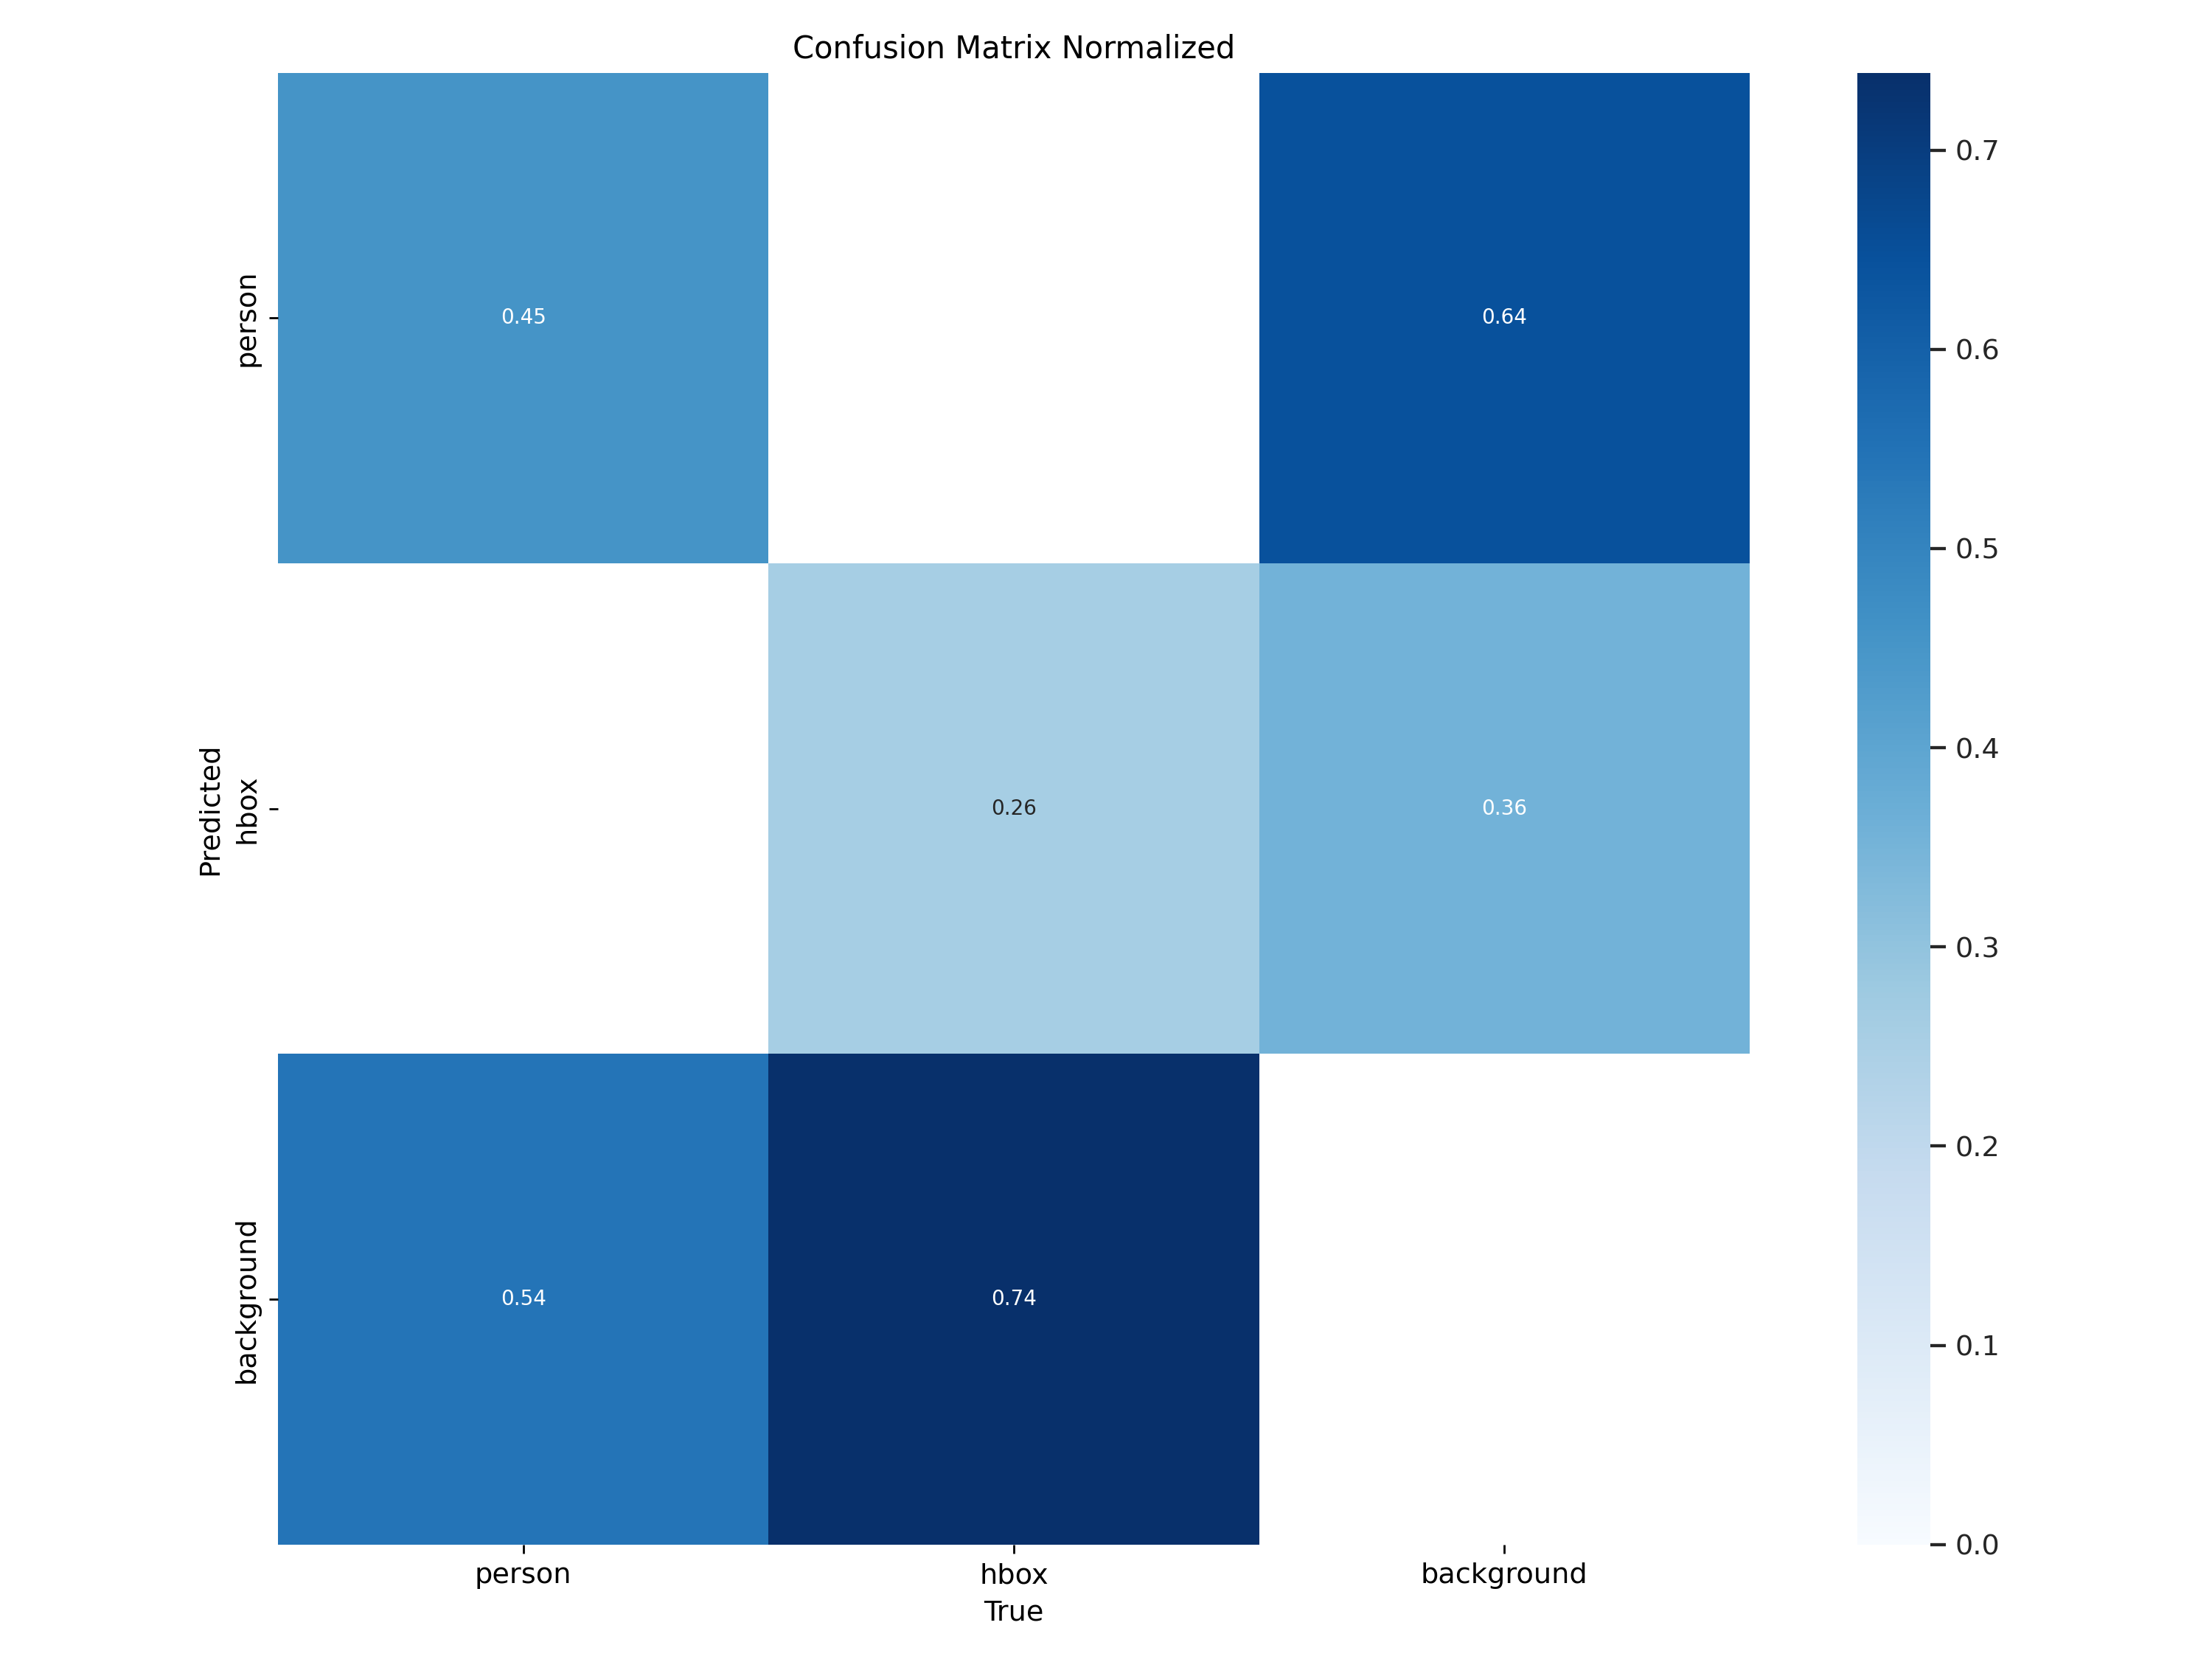 Confusion Matrix Normalized
person
0.45
0.64
Predicted
hbox
0.26
0.36
background
0.54
0.74
person
hbox
background
True
0.7
0.6
0.5
0.4
0.3
0.2
0.1
0.0